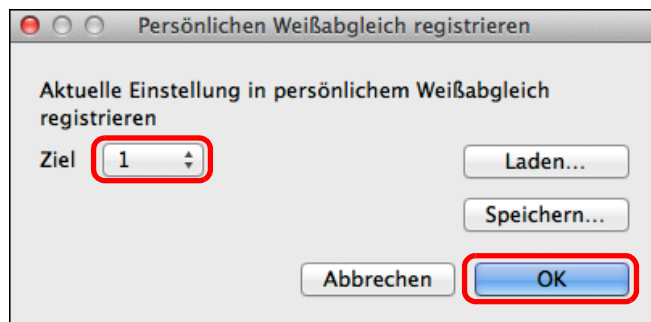 Persönlichen Weißabgleich registrieren
Aktuelle Einstellung in persönlichem Weißabgleich
registrieren
Ziel 1 Laden...
Speichern...
Abbrechen OK